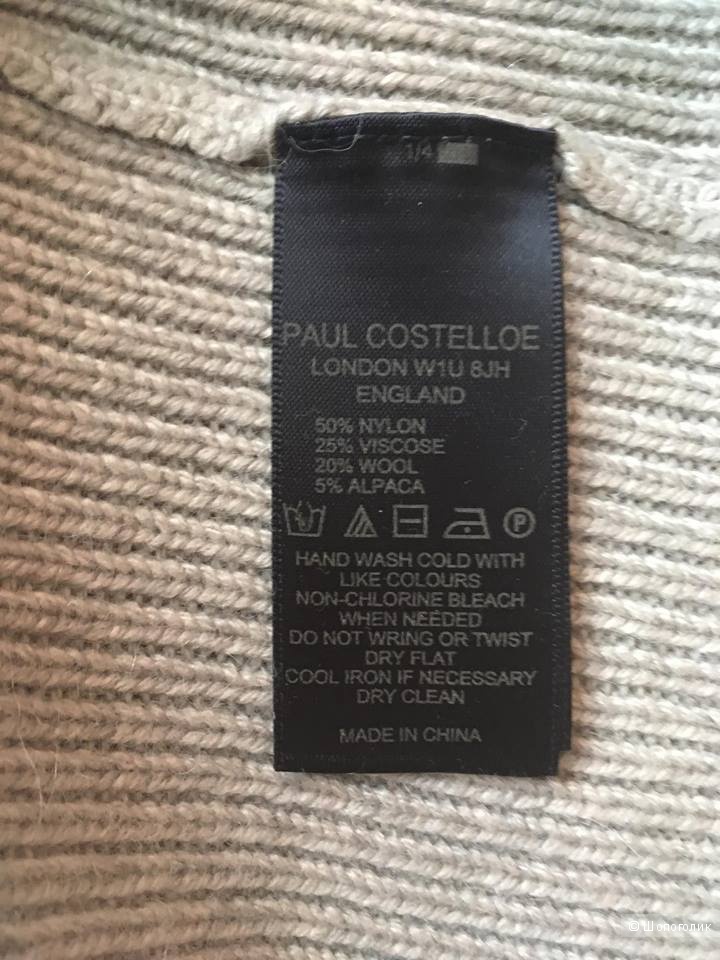 1/4
PAUL COSTELLOE
LONDON W1U 8JH
ENGLAND
50% NYLON
25% VISCOSE
20% WOOL
5% ALPACA
P
HAND WASH COLD WITH
LIKE COLOURS
NON-CHLORINE BLEACH
WHEN NEEDED
DO NOT WRING OR TWIST
DRY FLAT
COOL IRON IF NECESSARY
DRY CLEAN
MADE IN CHINA
© Шопоголик